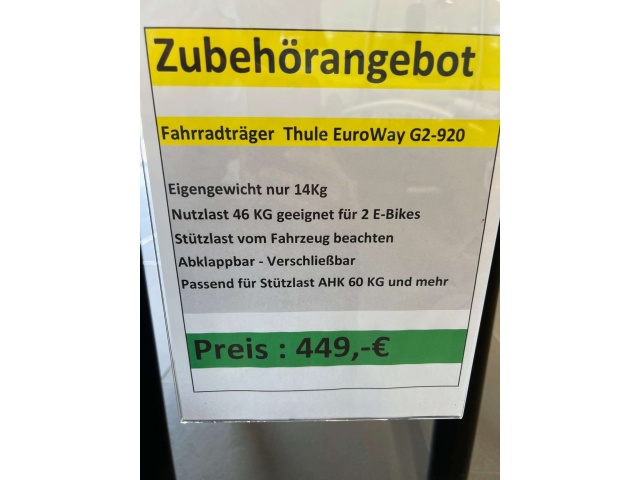 Zubehörangebot
Fahrradträger Thule EuroWay G2-920
Eigengewicht nur 14Kg
Nutzlast 46 KG geeignet für 2 E-Bikes
Stützlast vom Fahrzeug beachten
Abklappbar - Verschließbar
Passend für Stützlast AHK 60 KG und mehr
Preis : 449,-€